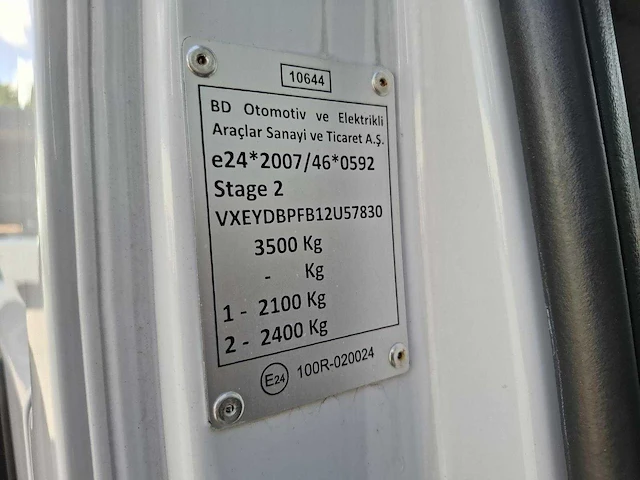 10644
BD Otomotiv ve Elektrikli
Araçlar Sanayi ve Ticaret A.Ş.
e24*2007/46*0592
Stage 2
VXEYDBPFB12U57830
3500 Kg
- Kg
1 - 2100 Kg
2 - 2400 Kg
E24 100R-020024